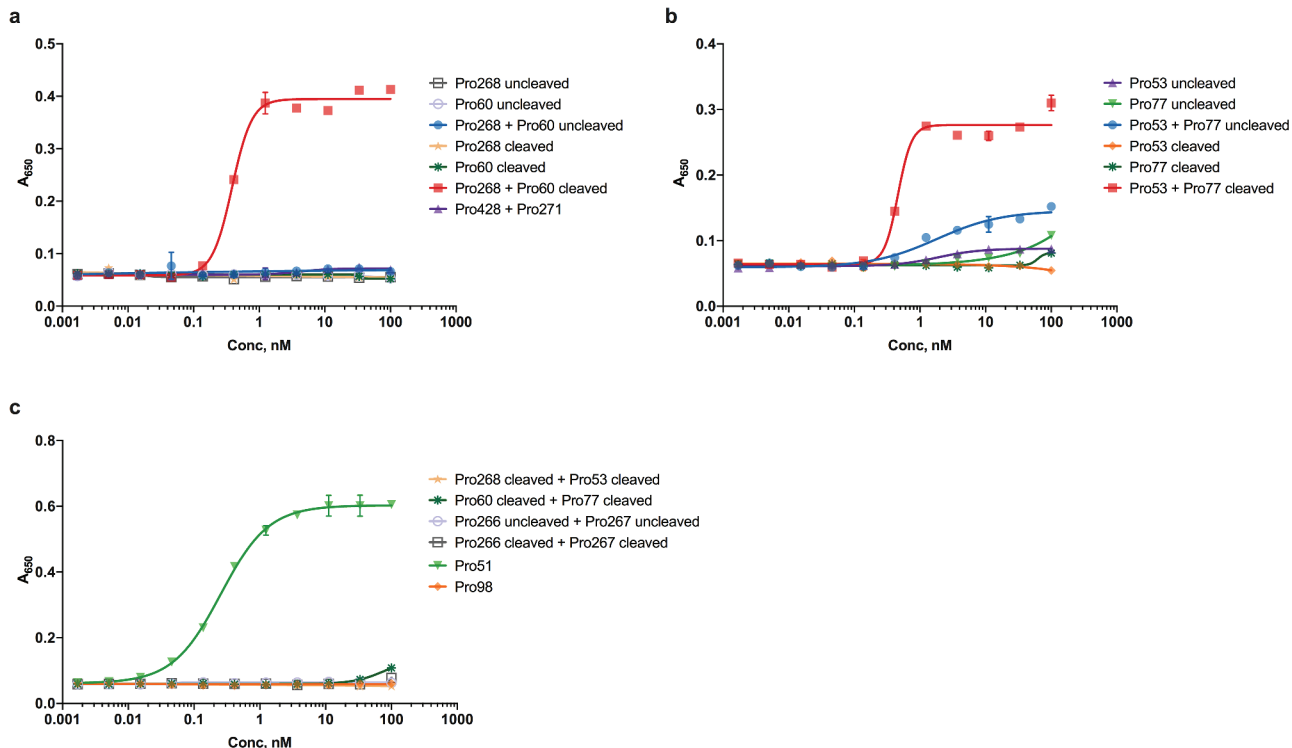 a
0.5
0.4
0.3
0.2
0.1
0.0
A650
0.001
0.01
0.1
1
10
100
1000
Conc, nM
Pro268 uncleaved
Pro60 uncleaved
Pro268 + Pro60 uncleaved
Pro268 cleaved
Pro60 cleaved
Pro268 + Pro60 cleaved
Pro428 + Pro271
b
0.4
0.3
0.2
0.1
0.0
A650
0.001
0.01
0.1
1
10
100
1000
Conc, nM
Pro53 uncleaved
Pro77 uncleaved
Pro53 + Pro77 uncleaved
Pro53 cleaved
Pro77 cleaved
Pro53 + Pro77 cleaved
c
0.8
0.6
0.4
0.2
0.0
A650
0.001
0.01
0.1
1
10
100
1000
Conc, nM
Pro268 cleaved + Pro53 cleaved
Pro60 cleaved + Pro77 cleaved
Pro266 uncleaved + Pro267 uncleaved
Pro266 cleaved + Pro267 cleaved
Pro51
Pro98